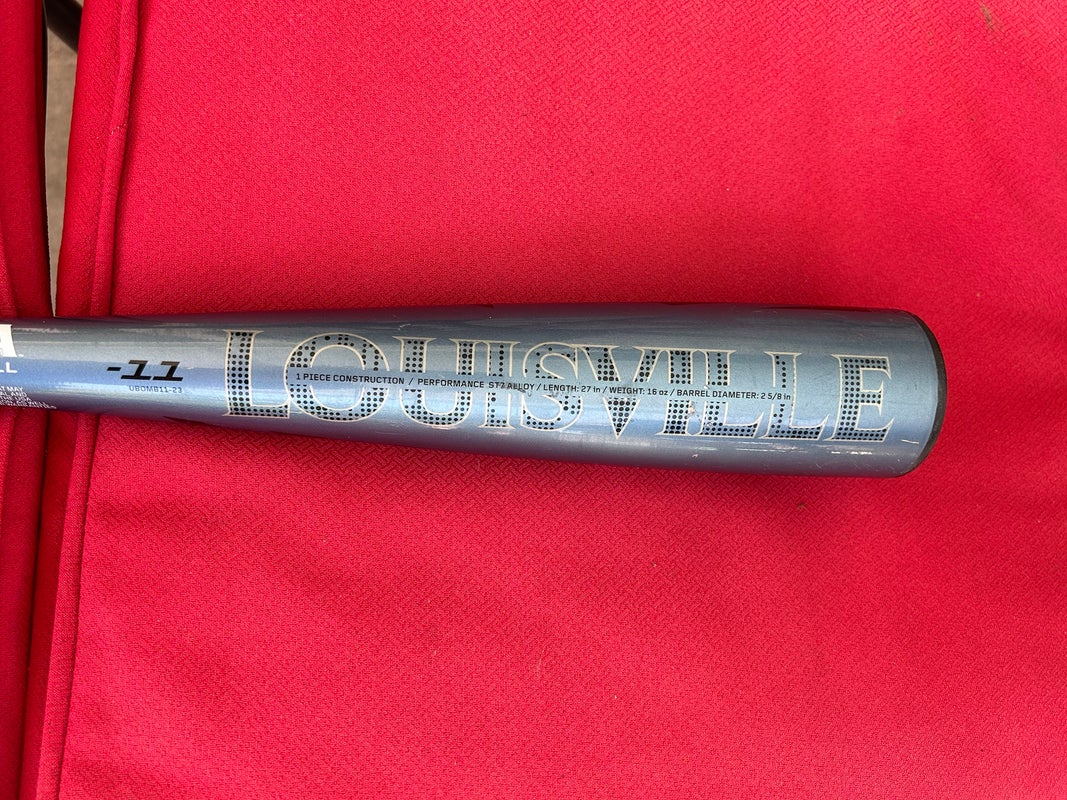 -11
UBOMB11-23
LOUISVILLE
1 PIECE CONSTRUCTION / PERFORMANCE ST7 ALLOY / LENGTH: 27 in / WEIGHT: 16 oz / BARREL DIAMETER: 2 5/8 in